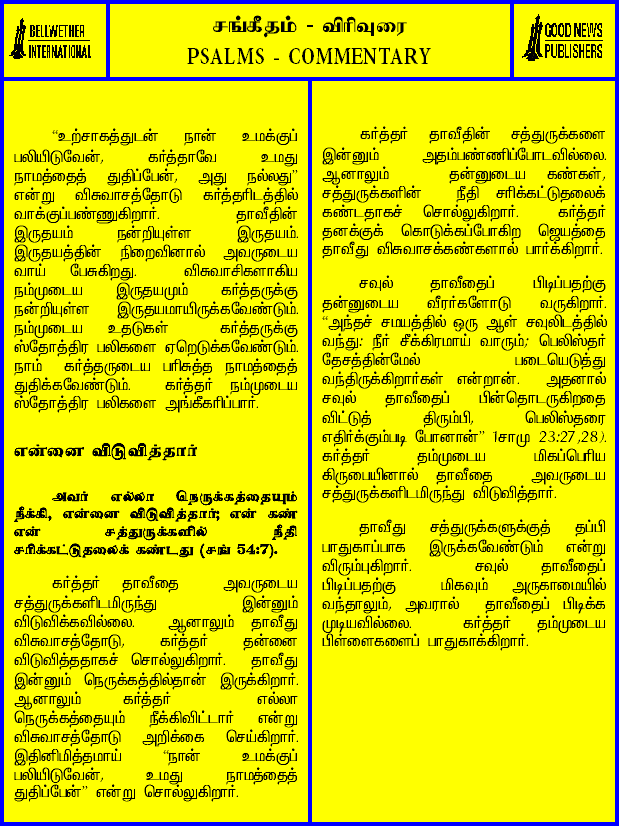 BELLWETHER
INTERNATIONAL
சங்கீதம் - விரிவுரை
PSALMS - COMMENTARY
GOOD NEWS
PUBLISHERS
“உற்சாகத்துடன் நான் உமக்குப்
பலியிடுவேன், கர்த்தாவே உமது
நாமத்தைத் துதிப்பேன், அது நல்லது”
என்று விசுவாசத்தோடு கர்த்தரிடத்தில்
வாக்குப்பண்ணுகிறார். தாவீதின்
இருதயம் நன்றியுள்ள இருதயம்.
இருதயத்தின் நிறைவினால் அவருடைய
வாய் பேசுகிறது. விசுவாசிகளாகிய
நம்முடைய இருதயமும் கர்த்தருக்கு
நன்றியுள்ள இருதயமாயிருக்கவேண்டும்.
நம்முடைய உதடுகள் கர்த்தருக்கு
ஸ்தோத்திர பலிகளை ஏறெடுக்கவேண்டும்.
நாம் கர்த்தருடைய பரிசுத்த நாமத்தைத்
துதிக்கவேண்டும். கர்த்தர் நம்முடைய
ஸ்தோத்திர பலிகளை அங்கீகரிப்பார்.
என்னை விடுவித்தார்
அவர் எல்லா நெருக்கத்தையும்
நீக்கி, என்னை விடுவித்தார்; என் கண்
என் சத்துருக்களில் நீதி
சரிக்கட்டுதலைக் கண்டது (சங் 54:7).
கர்த்தர் தாவீதை அவருடைய
சத்துருக்களிடமிருந்து இன்னும்
விடுவிக்கவில்லை. ஆனாலும் தாவீது
விசுவாசத்தோடு, கர்த்தர் தன்னை
விடுவித்ததாகச் சொல்லுகிறார். தாவீது
இன்னும் நெருக்கத்தில்தான் இருக்கிறார்.
ஆனாலும் கர்த்தர் எல்லா
நெருக்கத்தையும் நீக்கிவிட்டார் என்று
விசுவாசத்தோடு அறிக்கை செய்கிறார்.
இதினிமித்தமாய் “நான் உமக்குப்
பலியிடுவேன், உமது நாமத்தைத்
துதிப்பேன்” என்று சொல்லுகிறார்.
கர்த்தர் தாவீதின் சத்துருக்களை
இன்னும் அதம்பண்ணிப்போடவில்லை.
ஆனாலும் தன்னுடைய கண்கள்,
சத்துருக்களின் நீதி சரிக்கட்டுதலைக்
கண்டதாகச் சொல்லுகிறார். கர்த்தர்
தனக்குக் கொடுக்கப்போகிற ஜெயத்தை
தாவீது விசுவாசக்கண்களால் பார்க்கிறார்.
சவுல் தாவீதைப் பிடிப்பதற்கு
தன்னுடைய வீரர்களோடு வருகிறார்.
“அந்தச் சமயத்தில் ஒரு ஆள் சவுலிடத்தில்
வந்து: நீர் சீக்கிரமாய் வாரும்; பெலிஸ்தர்
தேசத்தின்மேல் படையெடுத்து
வந்திருக்கிறார்கள் என்றான். அதனால்
சவுல் தாவீதைப் பின்தொடருகிறதை
விட்டுத் திரும்பி, பெலிஸ்தரை
எதிர்க்கும்படி போனான்” 1சாமு 23:27,28).
கர்த்தர் தம்முடைய மிகப்பெரிய
கிருபையினால் தாவீதை அவருடைய
சத்துருக்களிடமிருந்து விடுவித்தார்.
தாவீது சத்துருக்களுக்குத் தப்பி
பாதுகாப்பாக இருக்கவேண்டும் என்று
விரும்புகிறார். சவுல் தாவீதைப்
பிடிப்பதற்கு மிகவும் அருகாமையில்
வந்தாலும், அவரால் தாவீதைப் பிடிக்க
முடியவில்லை. கர்த்தர் தம்முடைய
பிள்ளைகளைப் பாதுகாக்கிறார்.